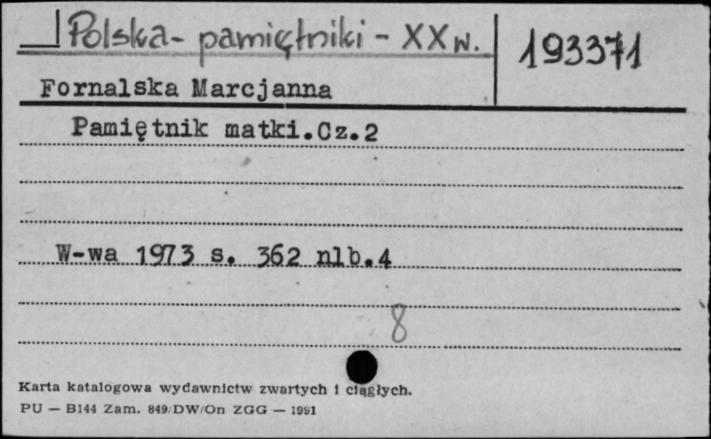 Polska - pamiętniki - XX w.
193371
Fornalska Marcjanna
Pamiętnik matki.Cz.2
W-wa 1973 s. 362 nlb.4
8
Karta katalogowa wydawnictw zwartych i ciągłych.
PU — B144 Zam. 849/DW/On ZGG — 1991